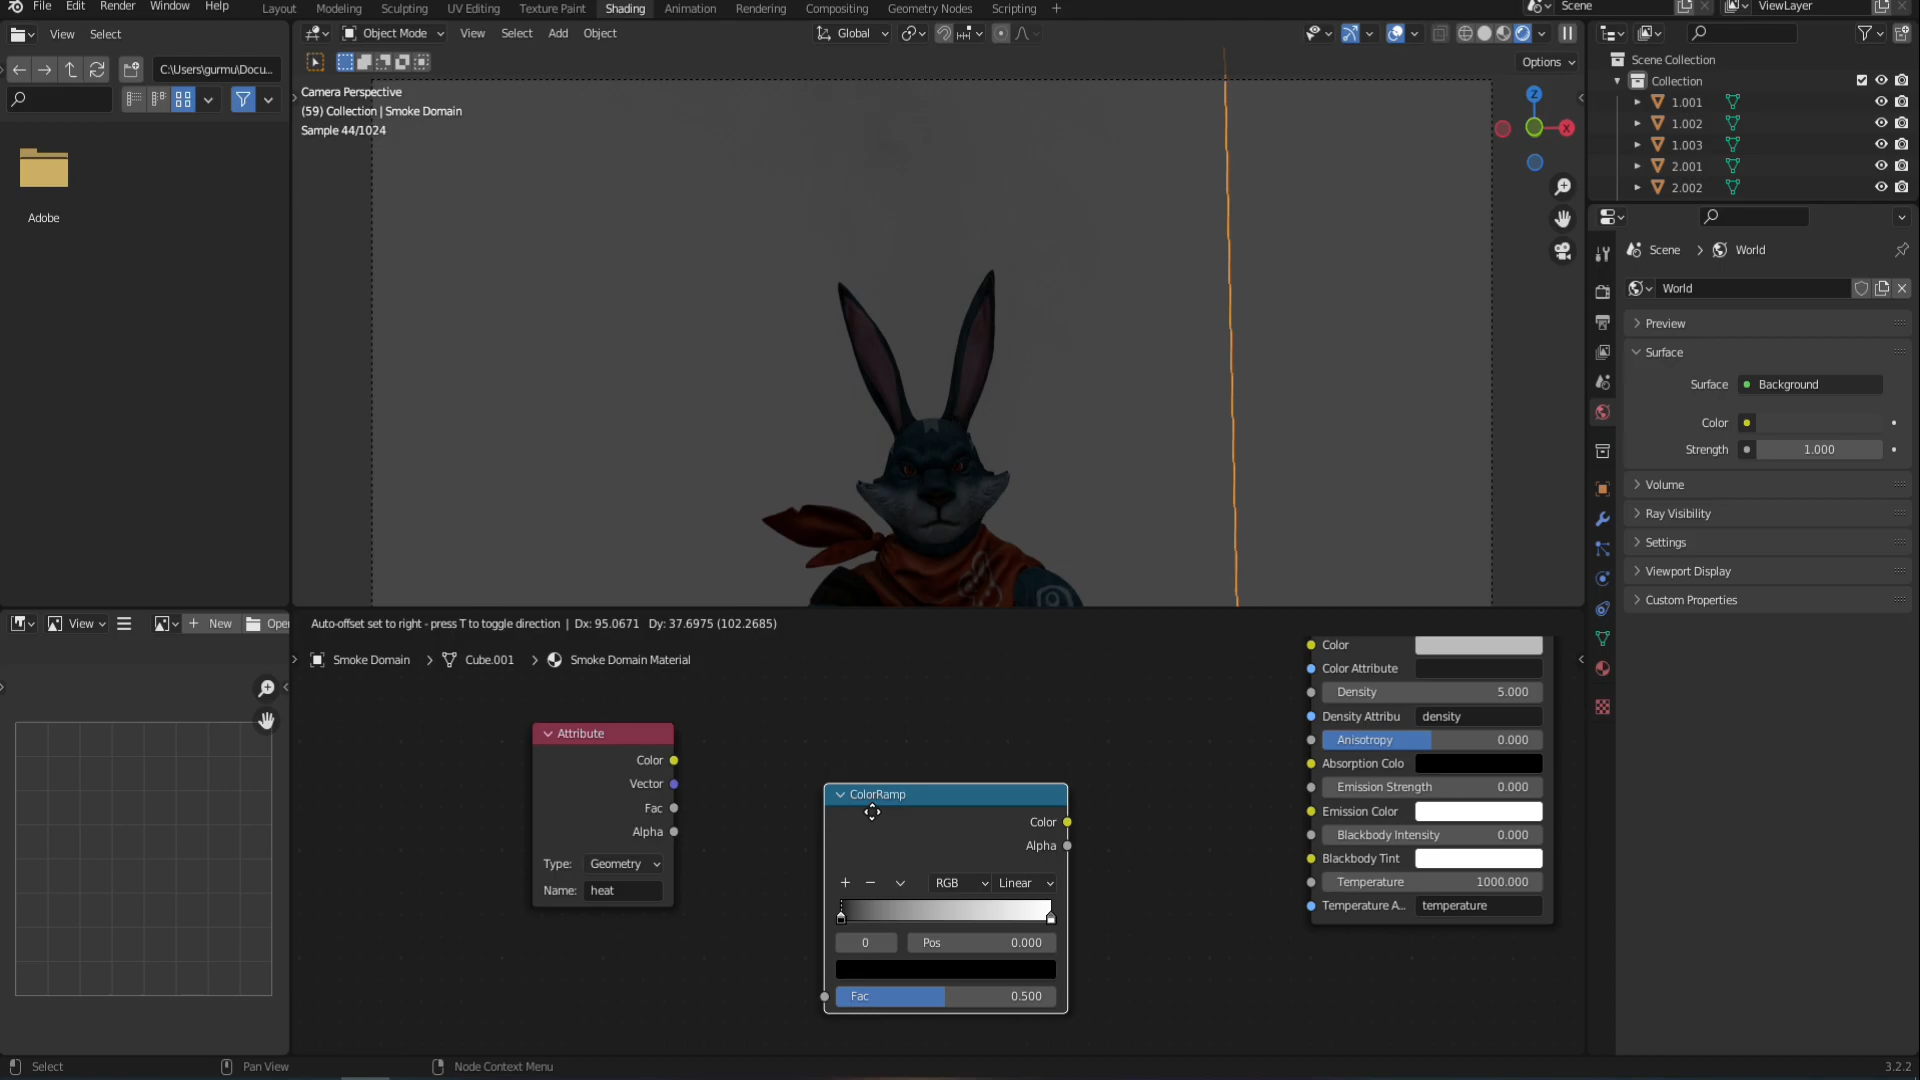 File Edit Render Window Help Layout Modeling Sculpting UV Editing Texture Paint Shading Animation Rendering Compositing Geometry Nodes Scripting + Scene ViewLayer
View Select Object Mode View Select Add Object Global
C:\Users\gurmu\Docu...
Options
Adobe
Camera Perspective
(59) Collection | Smoke Domain
Sample 44/1024
Z
X
Scene Collection
Collection
1.001
1.002
1.003
2.001
2.002
Scene > World
World
Preview
Surface
Surface Background
Color
Strength 1.000
Volume
Ray Visibility
Settings
Viewport Display
Custom Properties
View + New Ope
Auto-offset set to right - press T to toggle direction | Dx: 95.0671 Dy: 37.6975 (102.2685)
Smoke Domain > Cube.001 > Smoke Domain Material
Attribute
Color
Vector
Fac
Alpha
Type: Geometry
Name: heat
ColorRamp
Color
Alpha
+ − RGB Linear
0 Pos 0.000
Fac 0.500
Color
Color Attribute
Density 5.000
Density Attribu density
Anisotropy 0.000
Absorption Colo
Emission Strength 0.000
Emission Color
Blackbody Intensity 0.000
Blackbody Tint
Temperature 1000.000
Temperature A... temperature
Select Pan View Node Context Menu 3.2.2